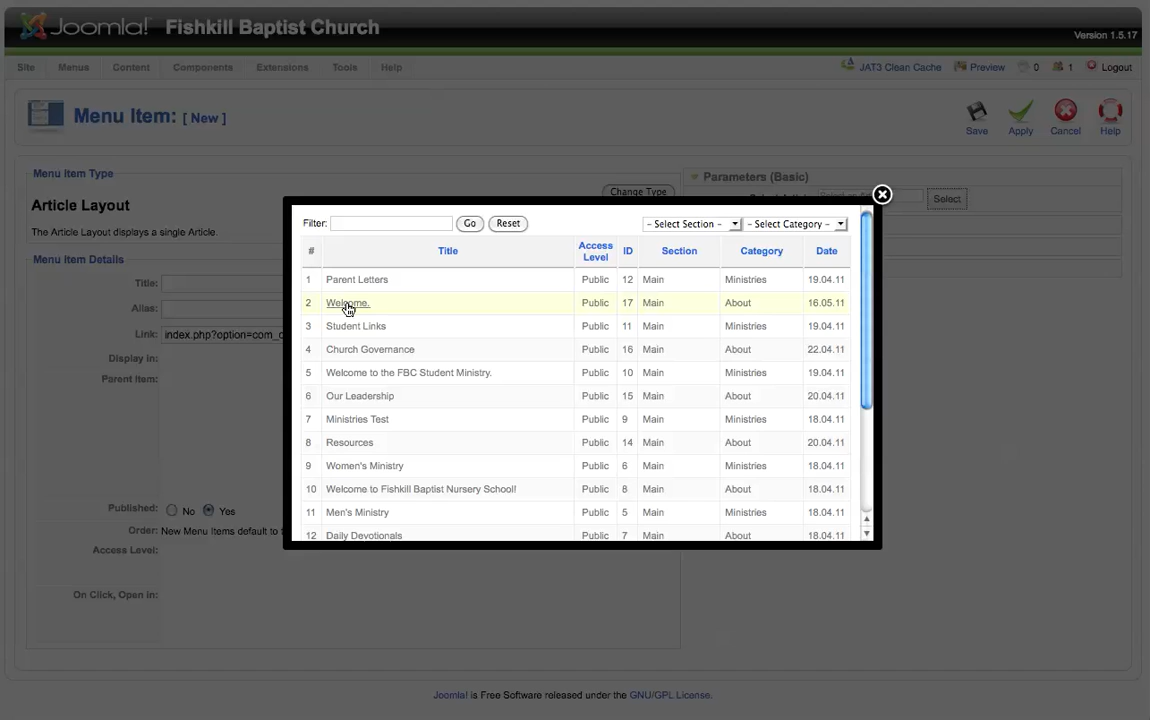 Joomla! Fishkill Baptist Church
Version 1.5.17
Site Menus Content Components Extensions Tools Help JAT3 Clean Cache Preview 0 1 Logout
Menu Item: [ New ]
Save Apply Cancel Help
Menu Item Type
Change Type
Article Layout
The Article Layout displays a single Article.
Menu Item Details
Title:
Alias:
Link: index.php?option=com_c
Display in:
Parent Item:
Published: No Yes
Order: New Menu Items default to
Access Level:
On Click, Open in:
Parameters (Basic)
Select
Filter: Go Reset - Select Section - - Select Category -
# Title Access Level ID Section Category Date
1 Parent Letters Public 12 Main Ministries 19.04.11
2 Welcome. Public 17 Main About 16.05.11
3 Student Links Public 11 Main Ministries 19.04.11
4 Church Governance Public 16 Main About 22.04.11
5 Welcome to the FBC Student Ministry. Public 10 Main Ministries 19.04.11
6 Our Leadership Public 15 Main About 20.04.11
7 Ministries Test Public 9 Main Ministries 18.04.11
8 Resources Public 14 Main About 20.04.11
9 Women's Ministry Public 6 Main Ministries 18.04.11
10 Welcome to Fishkill Baptist Nursery School! Public 8 Main About 18.04.11
11 Men's Ministry Public 5 Main Ministries 18.04.11
12 Daily Devotionals Public 7 Main About 18.04.11
Joomla! is Free Software released under the GNU/GPL License.